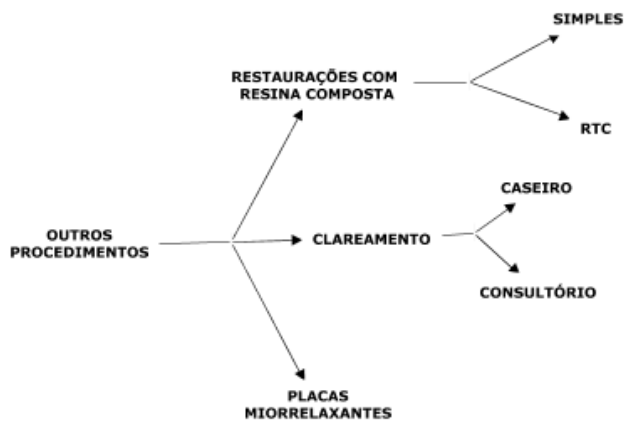 SIMPLES
RESTAURAÇÕES COM
RESINA COMPOSTA
RTC
CASEIRO
OUTROS
PROCEDIMENTOS
CLAREAMENTO
CONSULTÓRIO
PLACAS
MIORRELAXANTES